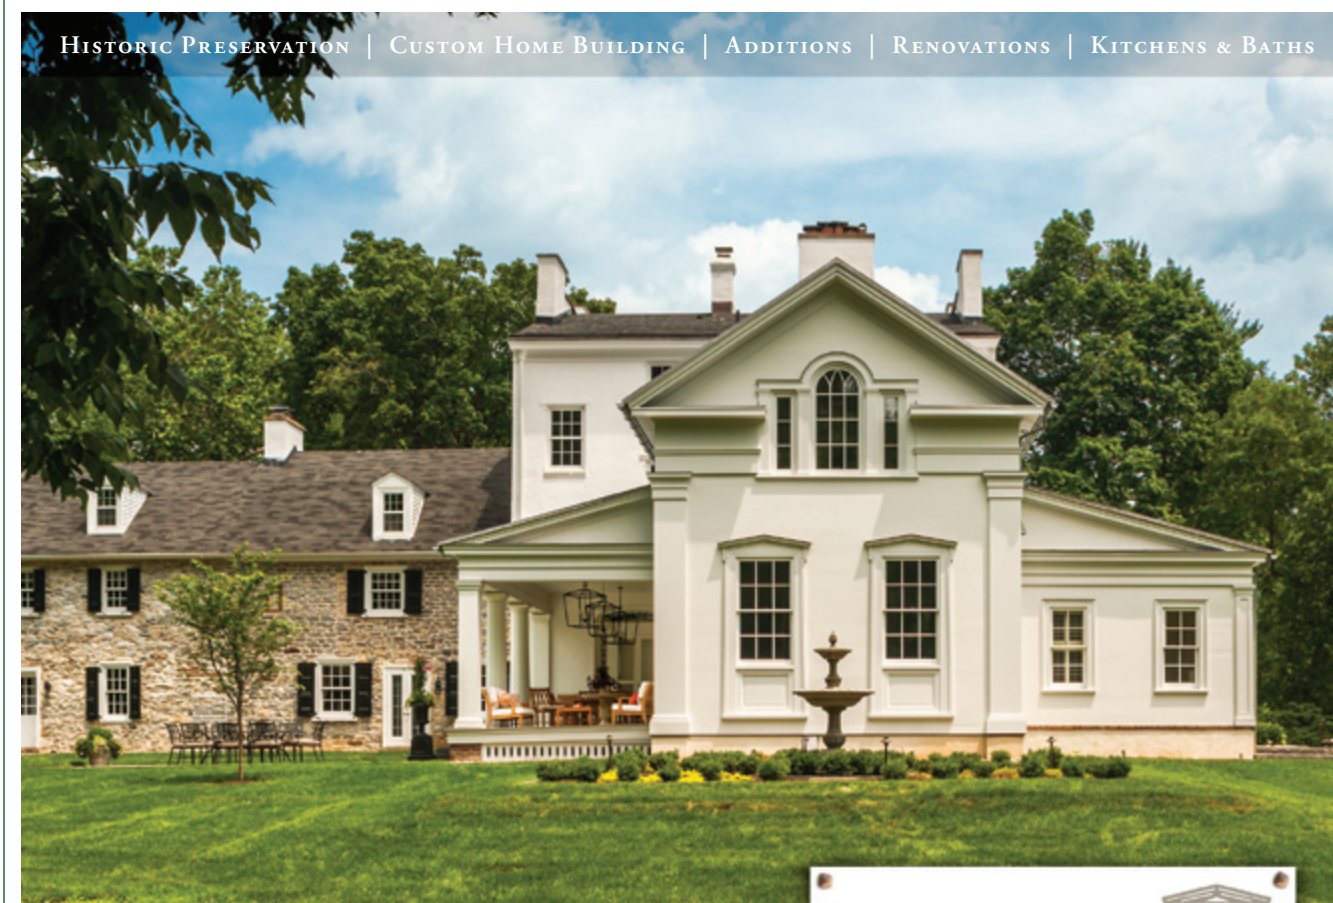 Historic Preservation | Custom Home Building | Additions | Renovations | Kitchens & Baths